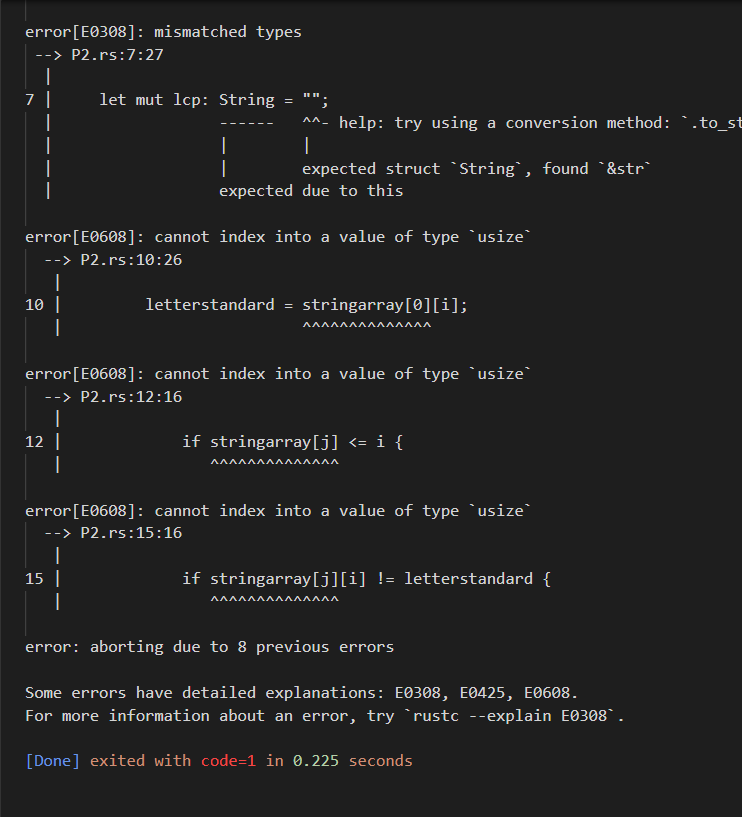 error[E0308]: mismatched types
 --> P2.rs:7:27
  |
7 |     let mut lcp: String = "";
  |                  ------   ^^- help: try using a conversion method: `.to_st
  |                  |        |
  |                  |        expected struct `String`, found `&str`
  |                  expected due to this

error[E0608]: cannot index into a value of type `usize`
  --> P2.rs:10:26
   |
10 |         letterstandard = stringarray[0][i];
   |                          ^^^^^^^^^^^^^^

error[E0608]: cannot index into a value of type `usize`
  --> P2.rs:12:16
   |
12 |             if stringarray[j] <= i {
   |                ^^^^^^^^^^^^^^

error[E0608]: cannot index into a value of type `usize`
  --> P2.rs:15:16
   |
15 |             if stringarray[j][i] != letterstandard {
   |                ^^^^^^^^^^^^^^

error: aborting due to 8 previous errors

Some errors have detailed explanations: E0308, E0425, E0608.
For more information about an error, try `rustc --explain E0308`.

[Done] exited with code=1 in 0.225 seconds